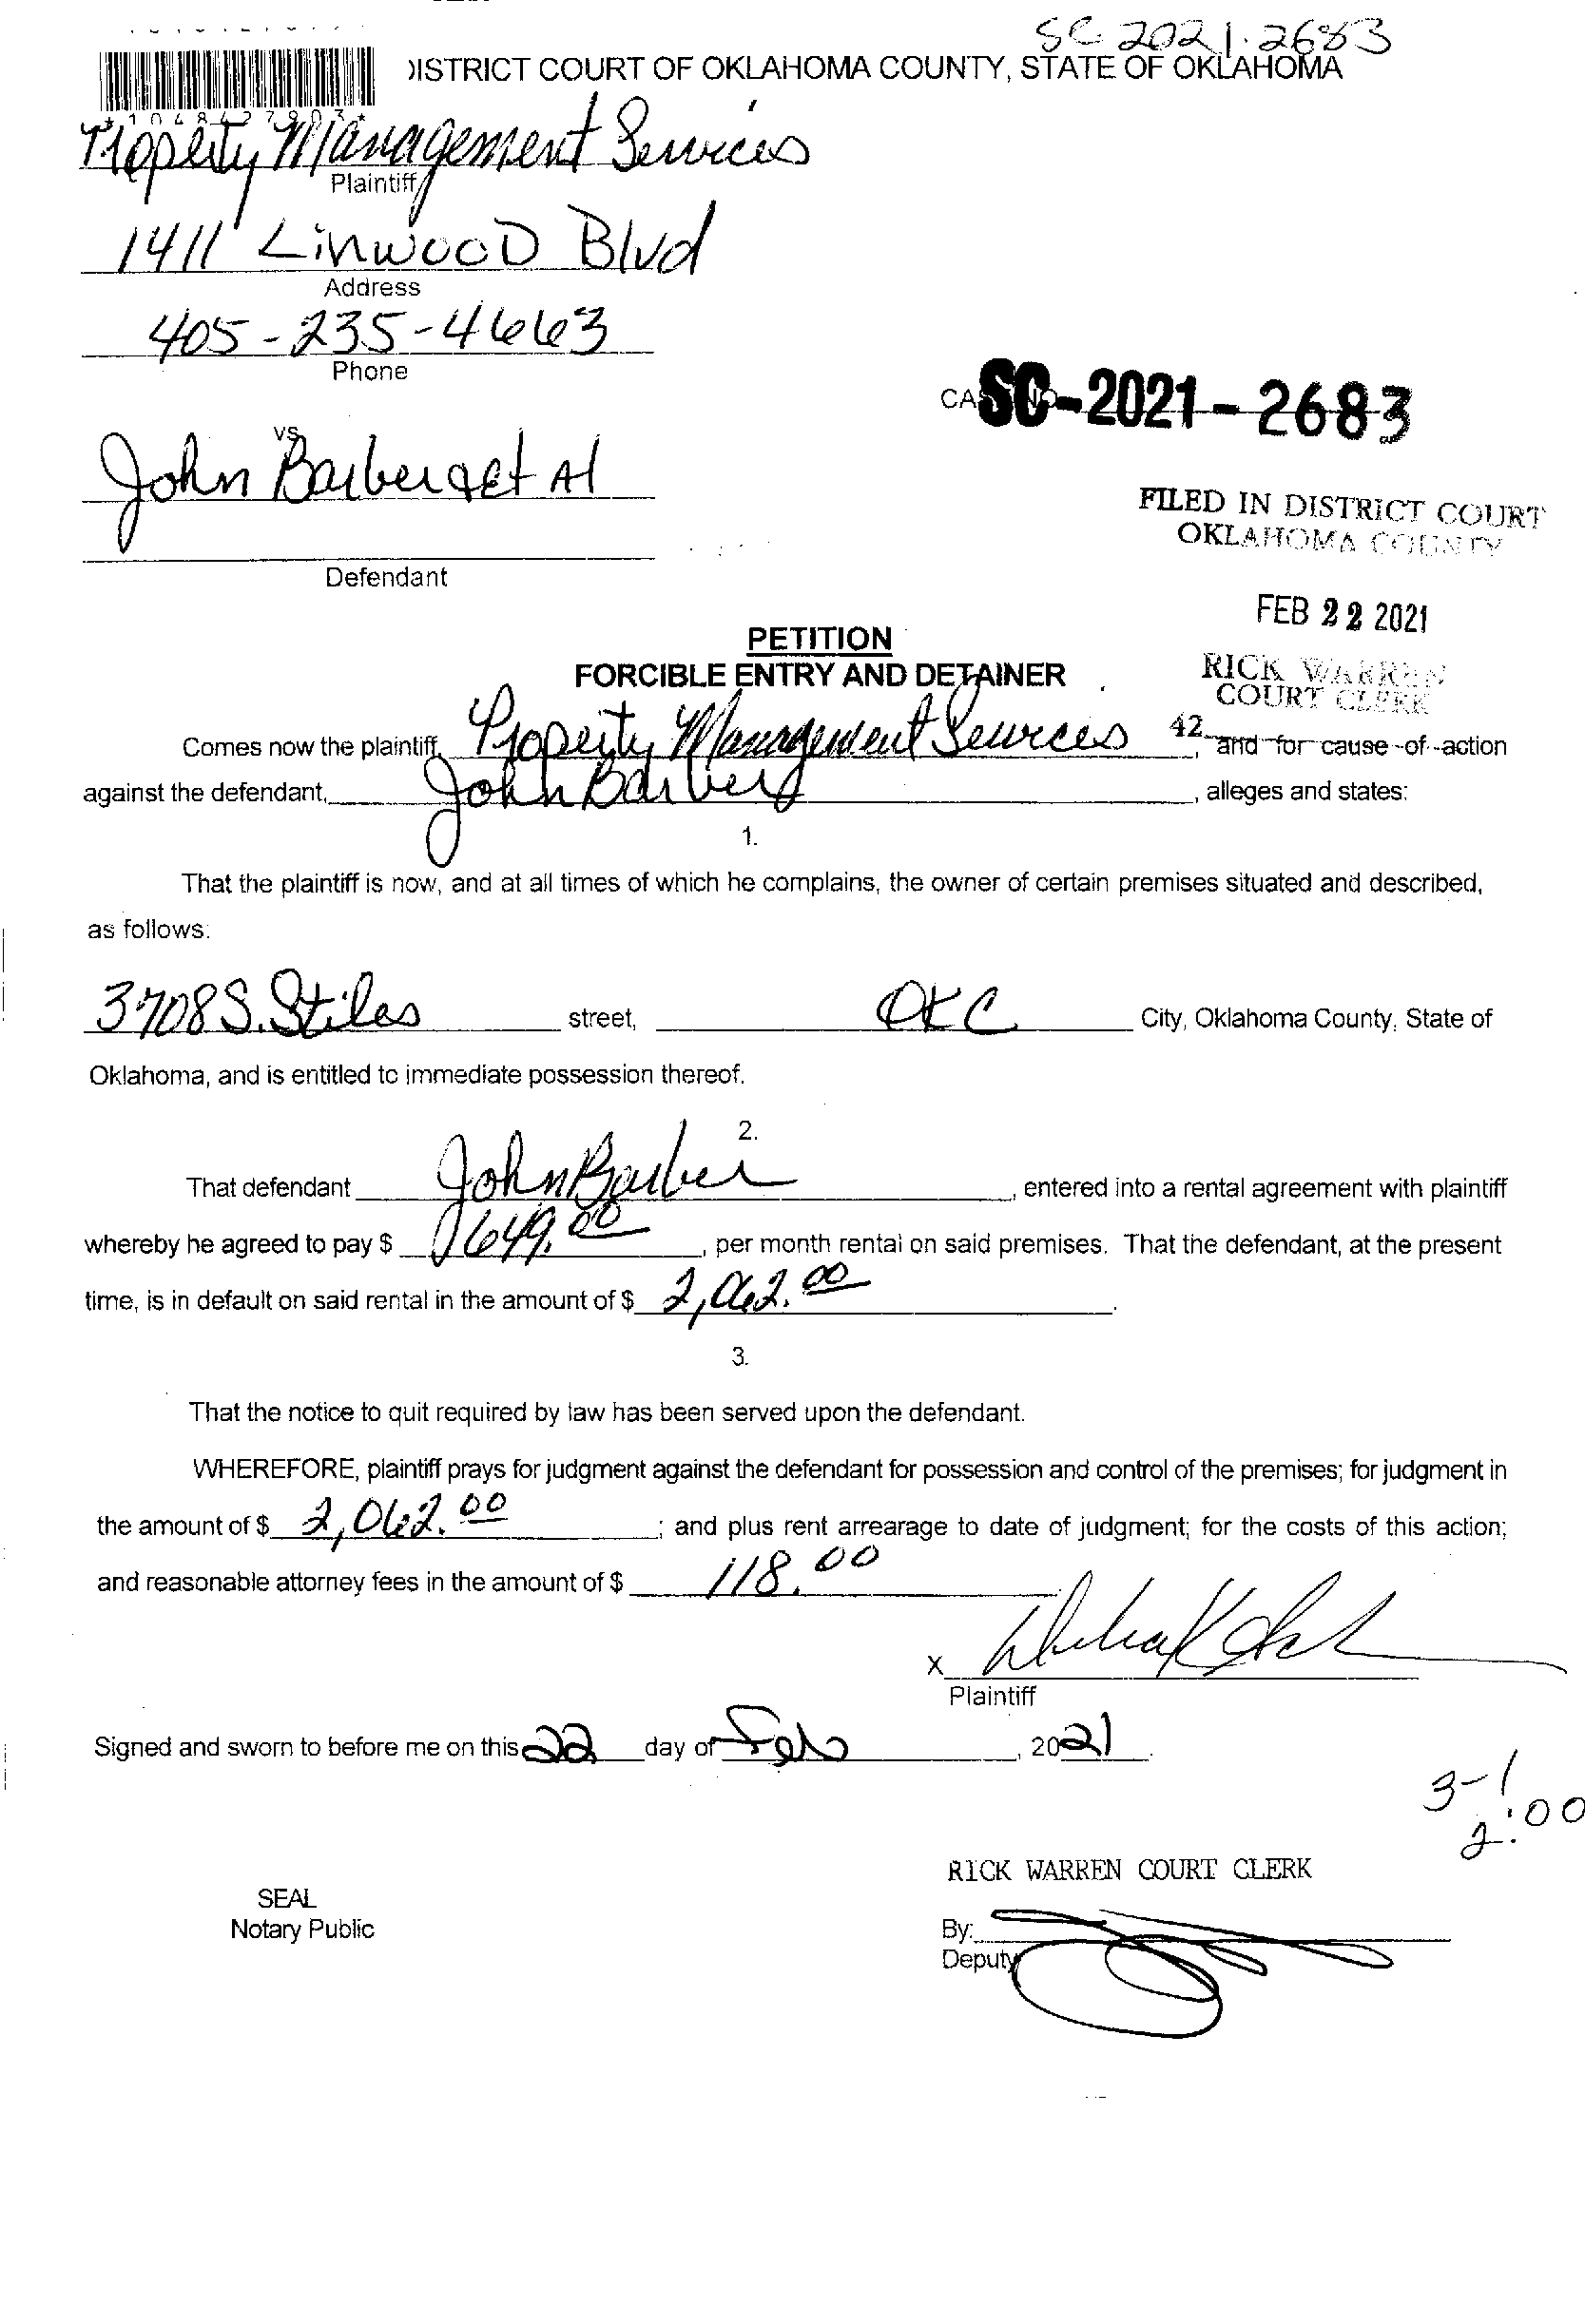 SC 2021-2683
DISTRICT COURT OF OKLAHOMA COUNTY, STATE OF OKLAHOMA
*1048427903*
Property Management Services
Plaintiff
1411 Linwood Blvd
Address
405-235-4663
Phone
CA NO
SC-2021-2683
vs
John Barber et Al
FILED IN DISTRICT COURT
OKLAHOMA COUNTY
Defendant
FEB 22 2021
PETITION
FORCIBLE ENTRY AND DETAINER
RICK WARREN
COURT CLERK
42
Comes now the plaintiff, Property Management Services, and for cause of action
against the defendant, John Barber, alleges and states:
1.
That the plaintiff is now, and at all times of which he complains, the owner of certain premises situated and described,
as follows:
3708 S. Stiles street, OKC City, Oklahoma County, State of
Oklahoma, and is entitled to immediate possession thereof.
2.
That defendant John Barber, entered into a rental agreement with plaintiff
whereby he agreed to pay $ 649.00, per month rental on said premises. That the defendant, at the present
time, is in default on said rental in the amount of $ 2,062.00.
3.
That the notice to quit required by law has been served upon the defendant.
WHEREFORE, plaintiff prays for judgment against the defendant for possession and control of the premises; for judgment in
the amount of $ 2,062.00; and plus rent arrearage to date of judgment; for the costs of this action;
and reasonable attorney fees in the amount of $ 118.00.
X
Plaintiff
Signed and sworn to before me on this 22 day of Feb, 2021.
3-1
2:00
RICK WARREN COURT CLERK
SEAL
Notary Public
By:
Deputy